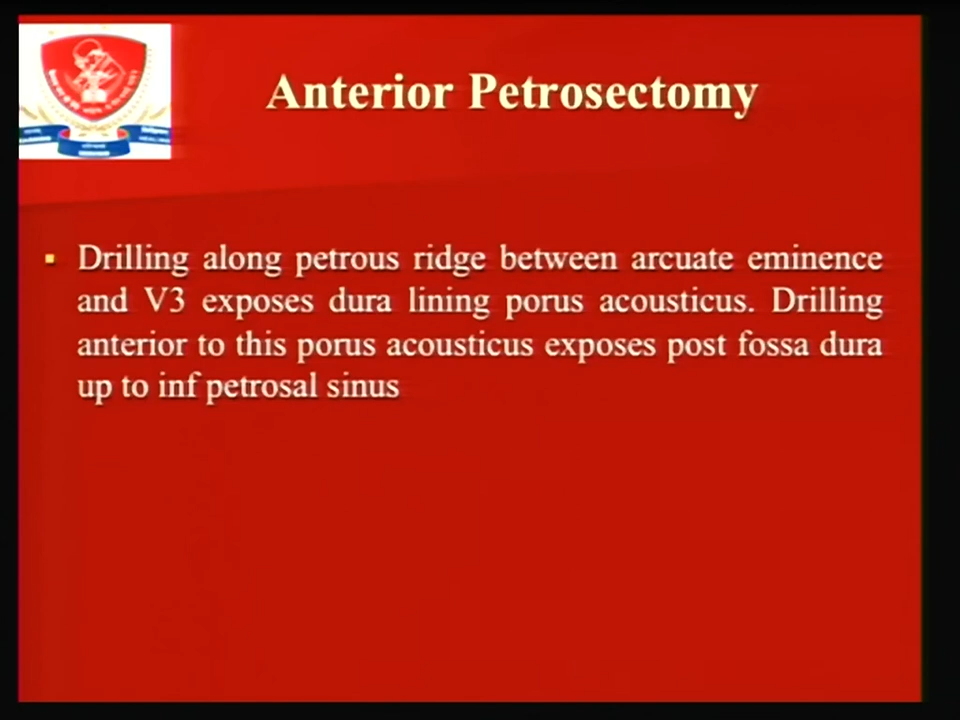 Anterior Petrosectomy
Drilling along petrous ridge between arcuate eminence
and V3 exposes dura lining porus acousticus. Drilling
anterior to this porus acousticus exposes post fossa dura
up to inf petrosal sinus